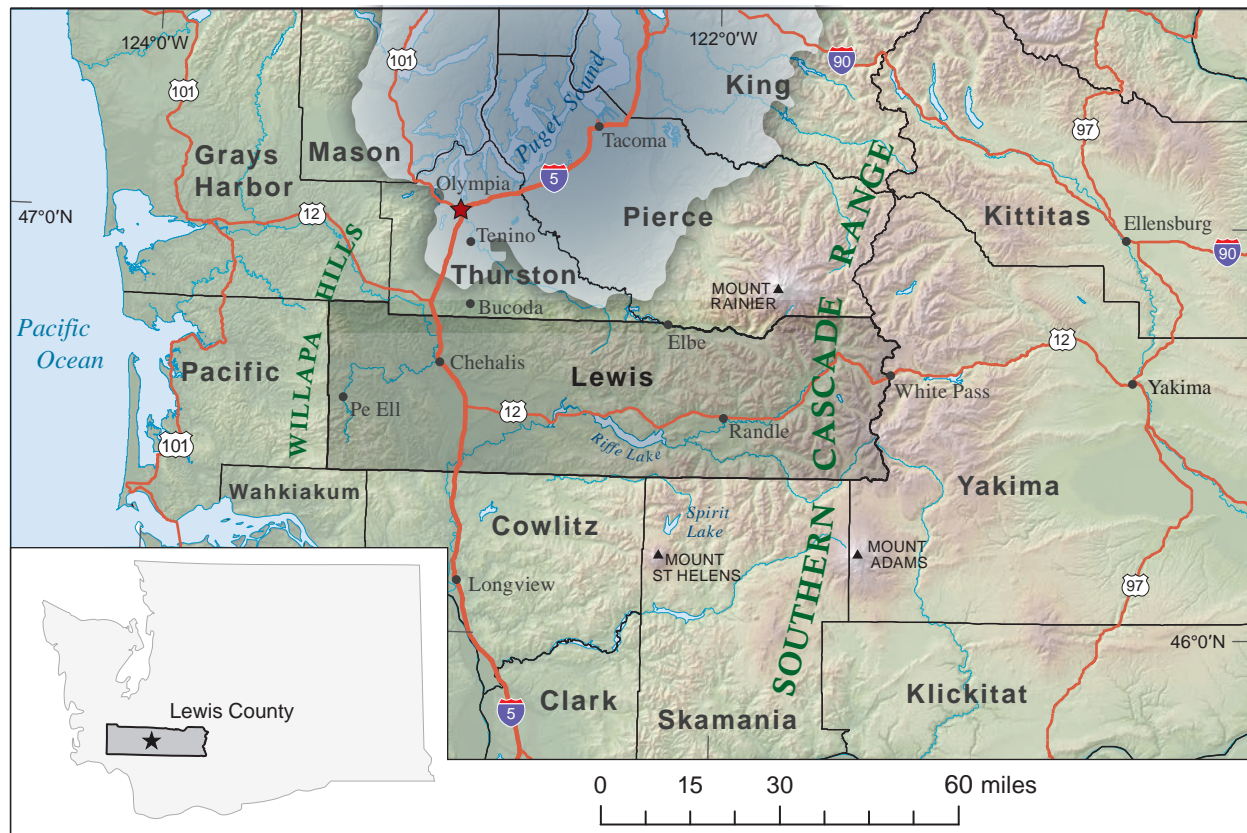 124°0'W
122°0'W
101
101
90
King
97
Puget Sound
Tacoma
Grays
Harbor
Mason
Olympia
5
47°0'N
12
Pierce
Kittitas
Ellensburg
90
Tenino
Thurston
MOUNT
RAINIER
Bucoda
WILLAPA HILLS
SOUTHERN CASCADE RANGE
Pacific
Ocean
Elbe
12
Pacific
Chehalis
Lewis
White Pass
Yakima
Pe Ell
12
Randle
101
Riffe Lake
Wahkiakum
Yakima
Cowlitz
Spirit
Lake
MOUNT
ST HELENS
MOUNT
ADAMS
Longview
97
46°0'N
Clark
5
Skamania
Klickitat
Lewis County
0 15 30 60 miles